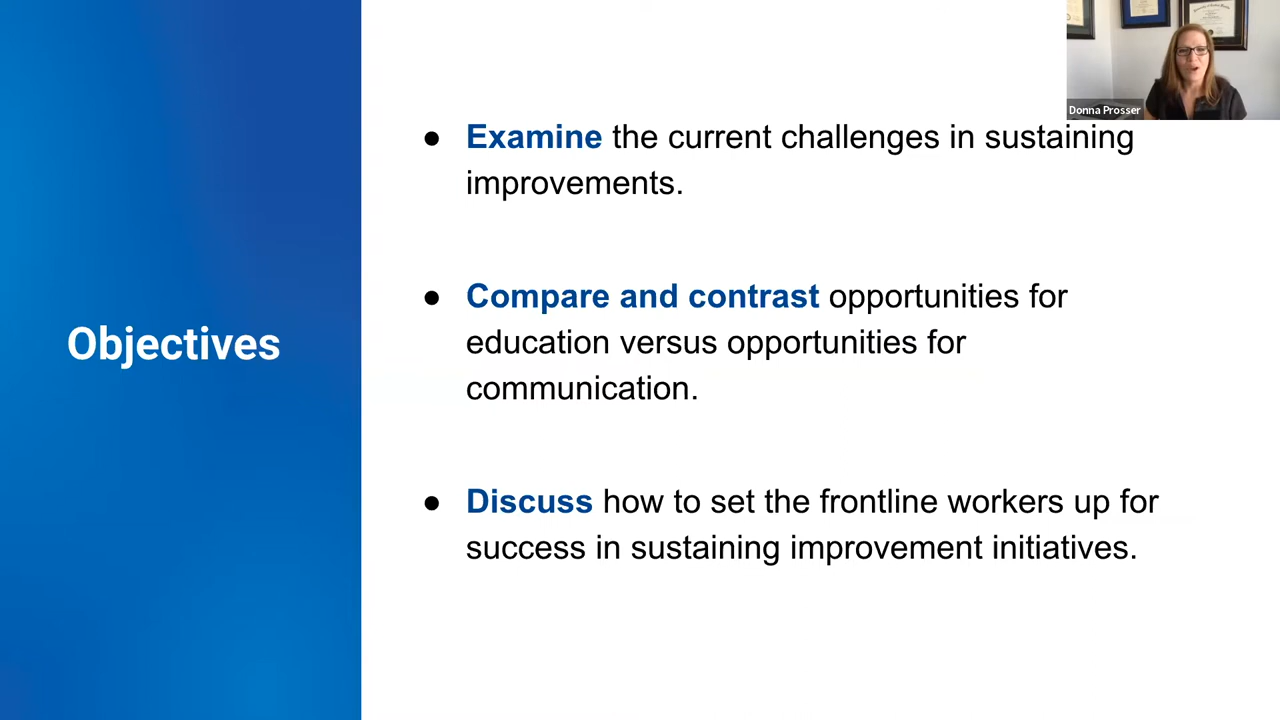 Donna Prosser
Objectives
● Examine the current challenges in sustaining
improvements.
● Compare and contrast opportunities for
education versus opportunities for
communication.
● Discuss how to set the frontline workers up for
success in sustaining improvement initiatives.